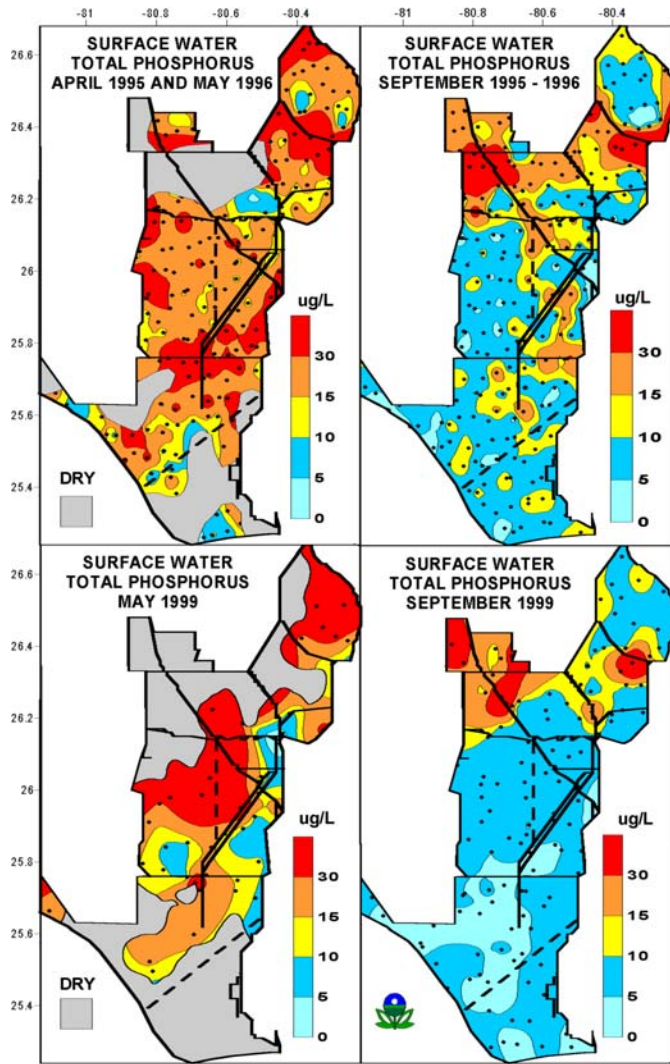 -81 -80.8 -80.6 -80.4
-81 -80.8 -80.6 -80.4
26.6
26.4
26.2
26
25.8
25.6
25.4
SURFACE WATER
TOTAL PHOSPHORUS
APRIL 1995 AND MAY 1996
ug/L
30
15
10
5
0
DRY
SURFACE WATER
TOTAL PHOSPHORUS
SEPTEMBER 1995 - 1996
ug/L
30
15
10
5
0
26.6
26.4
26.2
26
25.8
25.6
25.4
SURFACE WATER
TOTAL PHOSPHORUS
MAY 1999
ug/L
30
15
10
5
0
DRY
SURFACE WATER
TOTAL PHOSPHORUS
SEPTEMBER 1999
ug/L
30
15
10
5
0